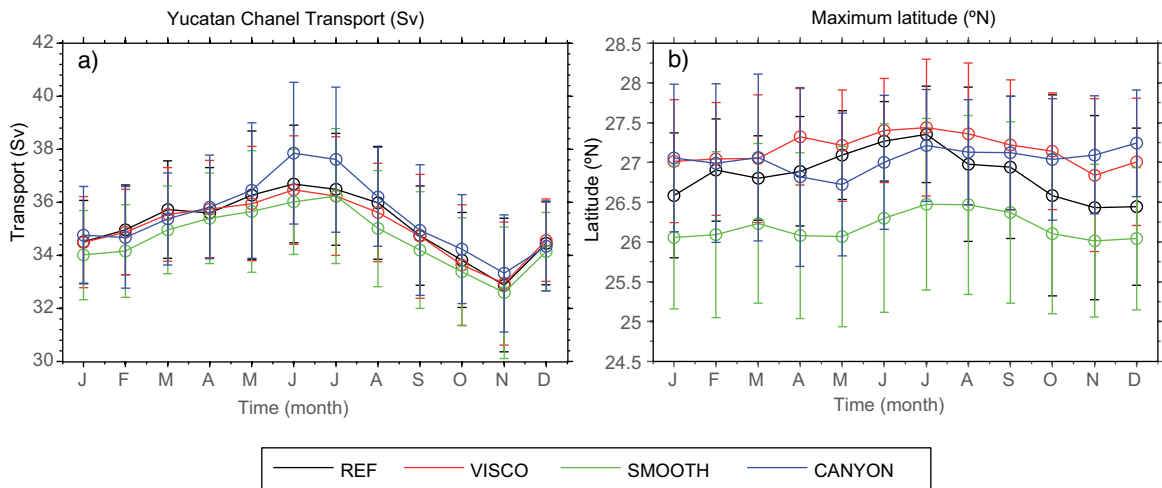 Yucatan Chanel Transport (Sv)
Maximum latitude (ºN)
a)
b)
Transport (Sv)
42
40
38
36
34
32
30
J F M A M J J A S O N D
Time (month)
Latitude (ºN)
28.5
28
27.5
27
26.5
26
25.5
25
24.5
J F M A M J J A S O N D
Time (month)
REF VISCO SMOOTH CANYON